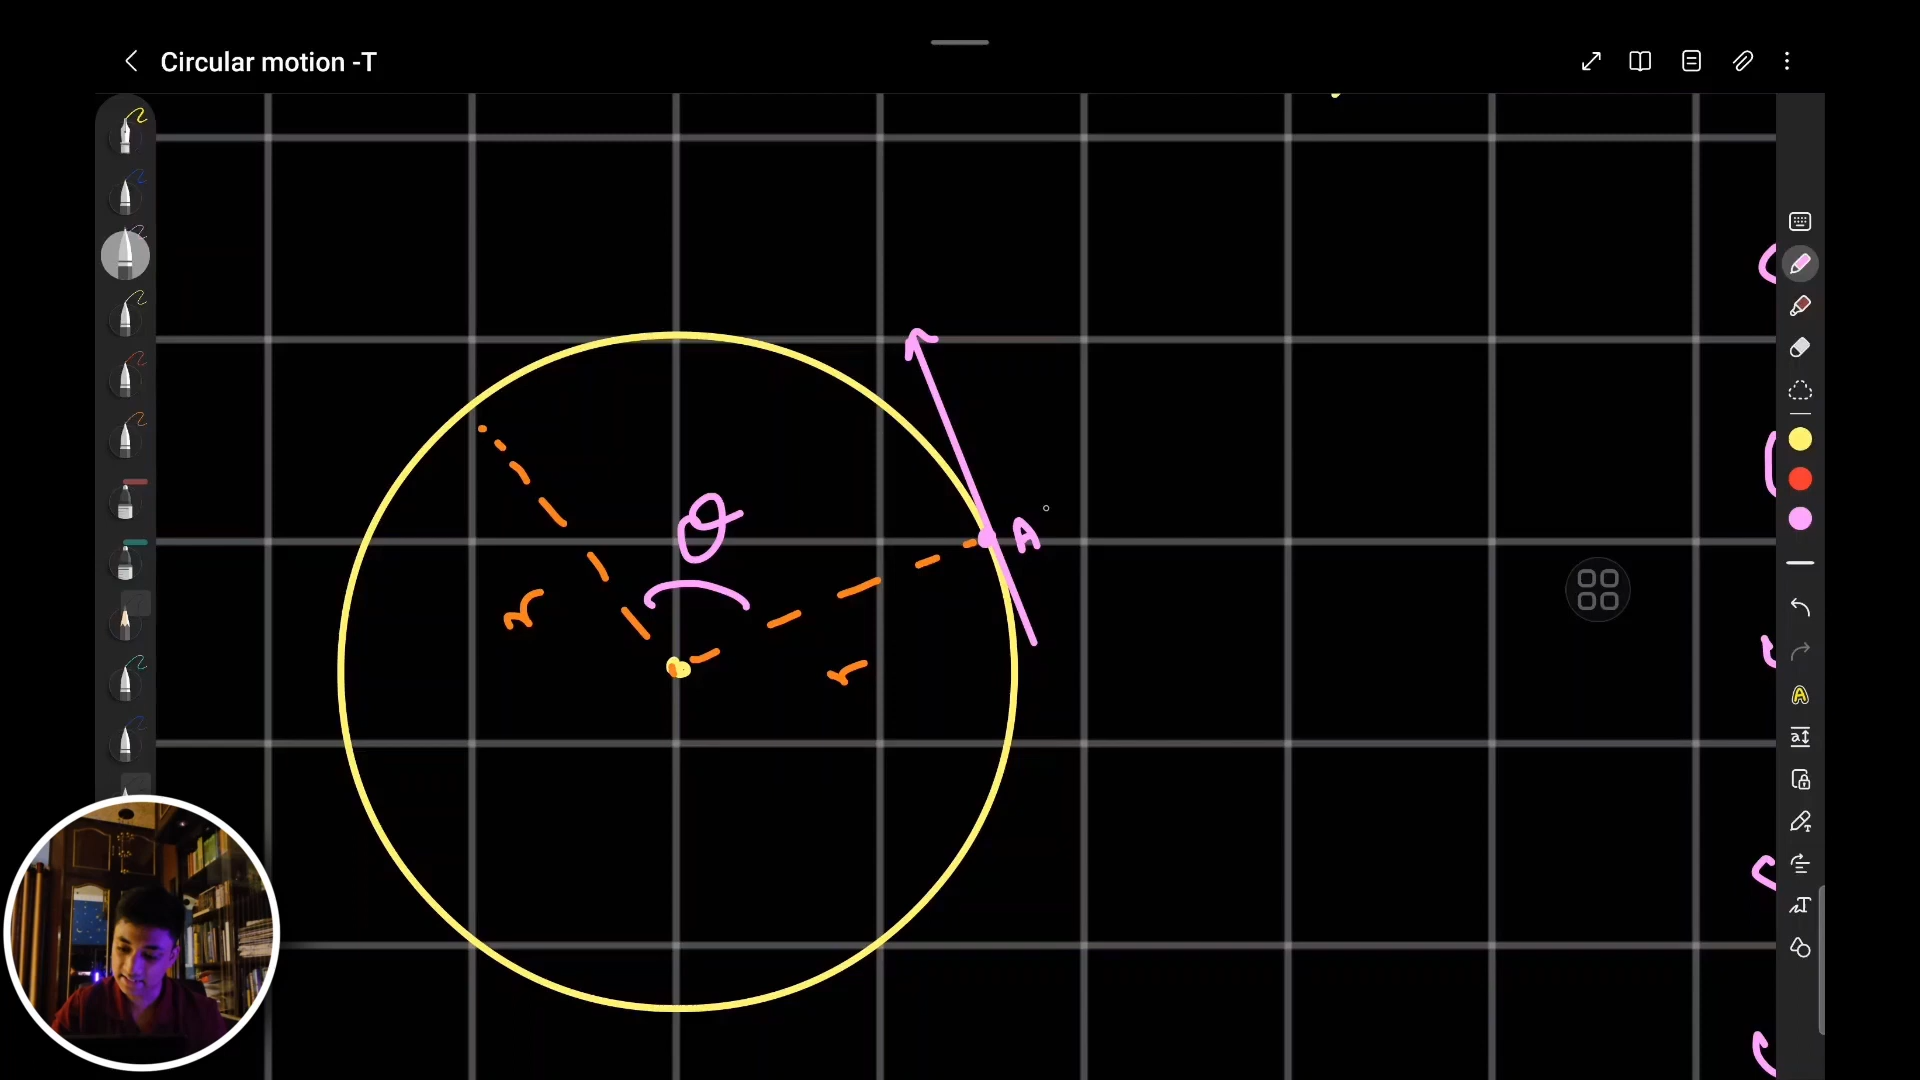 Circular motion -T
θ
A
r
r